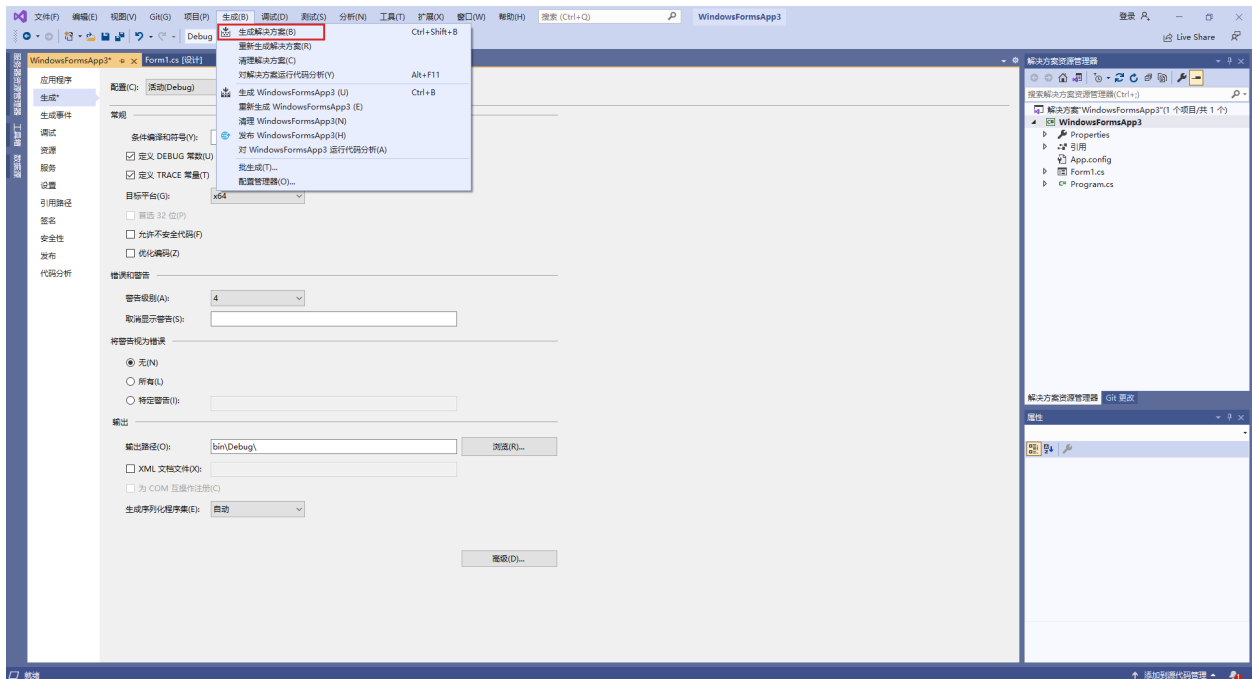 文件(F) 编辑(E) 视图(V) Git(G) 项目(P) 生成(B) 调试(D) 测试(S) 分析(N) 工具(T) 扩展(X) 窗口(W) 帮助(H) 搜索 (Ctrl+Q) WindowsFormsApp3 登录
Debug Live Share
生成解决方案(B) Ctrl+Shift+B
重新生成解决方案(R)
清理解决方案(C)
对解决方案运行代码分析(Y) Alt+F11
生成 WindowsFormsApp3 (U) Ctrl+B
重新生成 WindowsFormsApp3 (E)
清理 WindowsFormsApp3(N)
发布 WindowsFormsApp3(H)
对 WindowsFormsApp3 运行代码分析(A)
批生成(T)...
配置管理器(O)...
WindowsFormsApp3* Form1.cs [设计]
工具箱
应用程序
生成*
生成事件
调试
资源
服务
设置
引用路径
签名
安全性
发布
代码分析
配置(C): 活动(Debug)
常规
条件编译和符号(Y):
定义 DEBUG 常数(U)
定义 TRACE 常量(T)
目标平台(G): x64
首选 32 位(P)
允许不安全代码(F)
优化编码(Z)
错误和警告
警告级别(A): 4
取消显示警告(S):
将警告视为错误
无(N)
所有(L)
特定警告(I):
输出
输出路径(O): bin\Debug\ 浏览(R)...
XML 文档文件(X):
为 COM 互操作注册(C)
生成序列化程序集(E): 自动
高级(D)...
解决方案资源管理器
搜索解决方案资源管理器(Ctrl+;)
解决方案"WindowsFormsApp3"(1 个项目/共 1 个)
WindowsFormsApp3
Properties
引用
App.config
Form1.cs
Program.cs
解决方案资源管理器 Git 更改
属性
就绪 添加到源代码管理